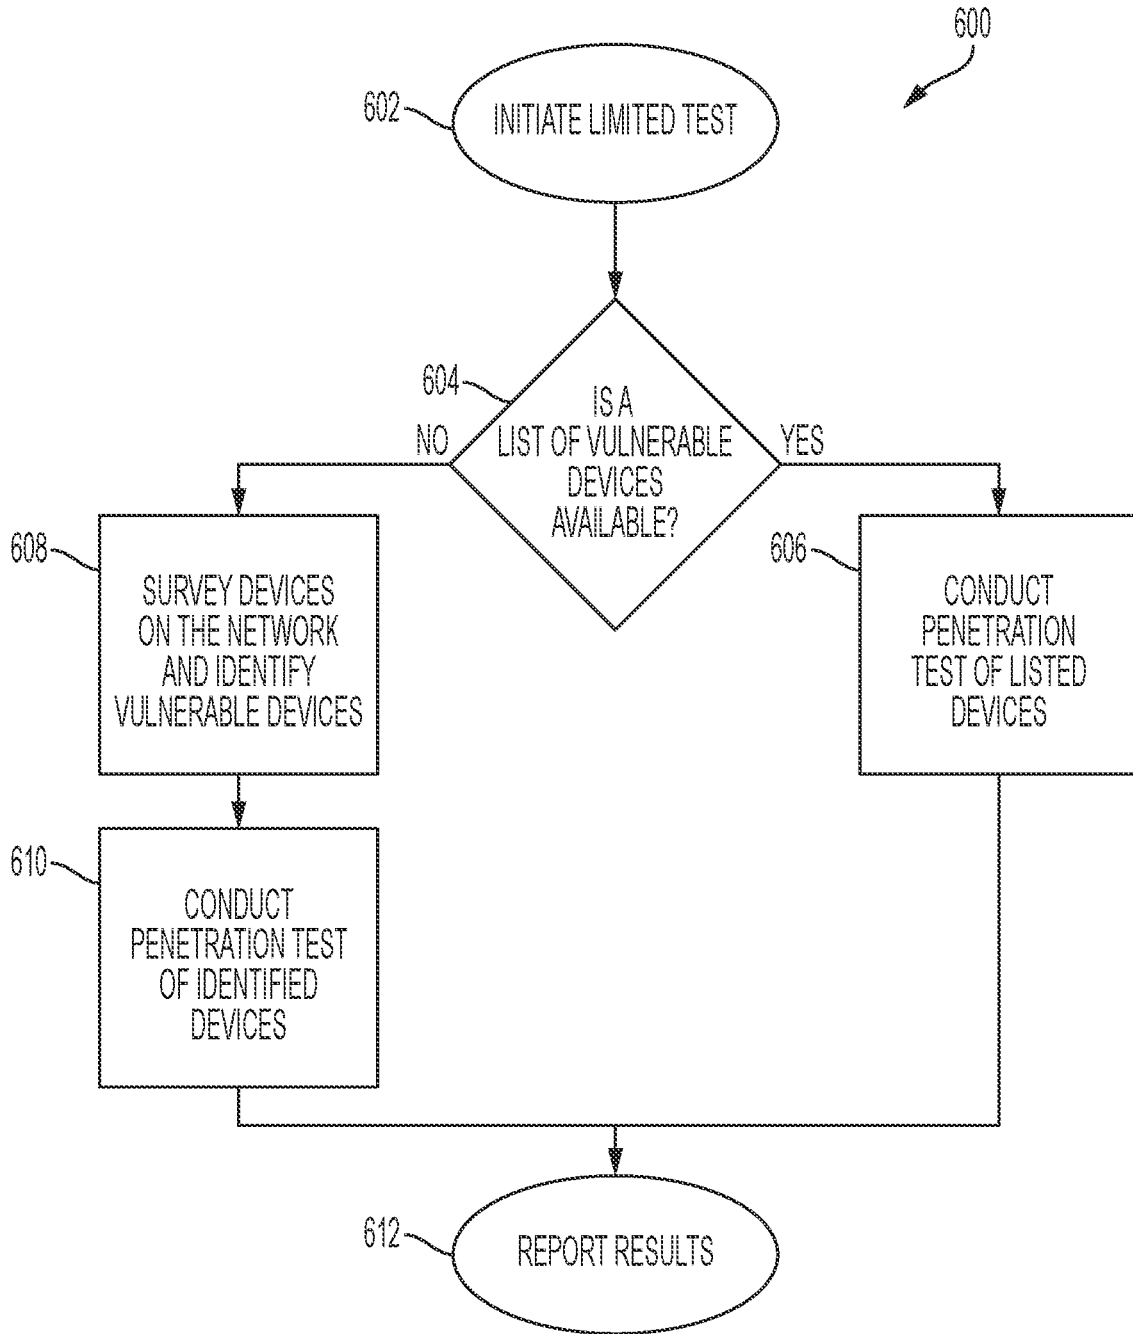 600
602
INITIATE LIMITED TEST
604
IS A
LIST OF VULNERABLE
DEVICES
AVAILABLE?
NO
YES
608
SURVEY DEVICES
ON THE NETWORK
AND IDENTIFY
VULNERABLE DEVICES
606
CONDUCT
PENETRATION
TEST OF LISTED
DEVICES
610
CONDUCT
PENETRATION TEST
OF IDENTIFIED
DEVICES
612
REPORT RESULTS